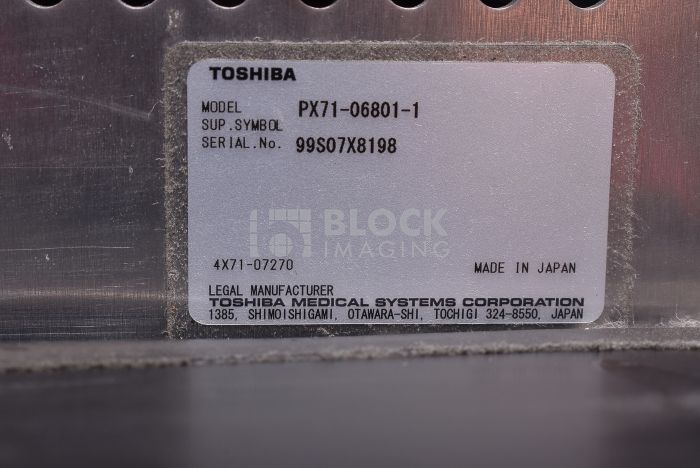 TOSHIBA
MODEL PX71-06801-1
SUP.SYMBOL
SERIAL.No. 99S07X8198
BLOCK
IMAGING
4X71-07270 MADE IN JAPAN
LEGAL MANUFACTURER
TOSHIBA MEDICAL SYSTEMS CORPORATION
1385, SHIMOISHIGAMI, OTAWARA-SHI, TOCHIGI 324-8550, JAPAN